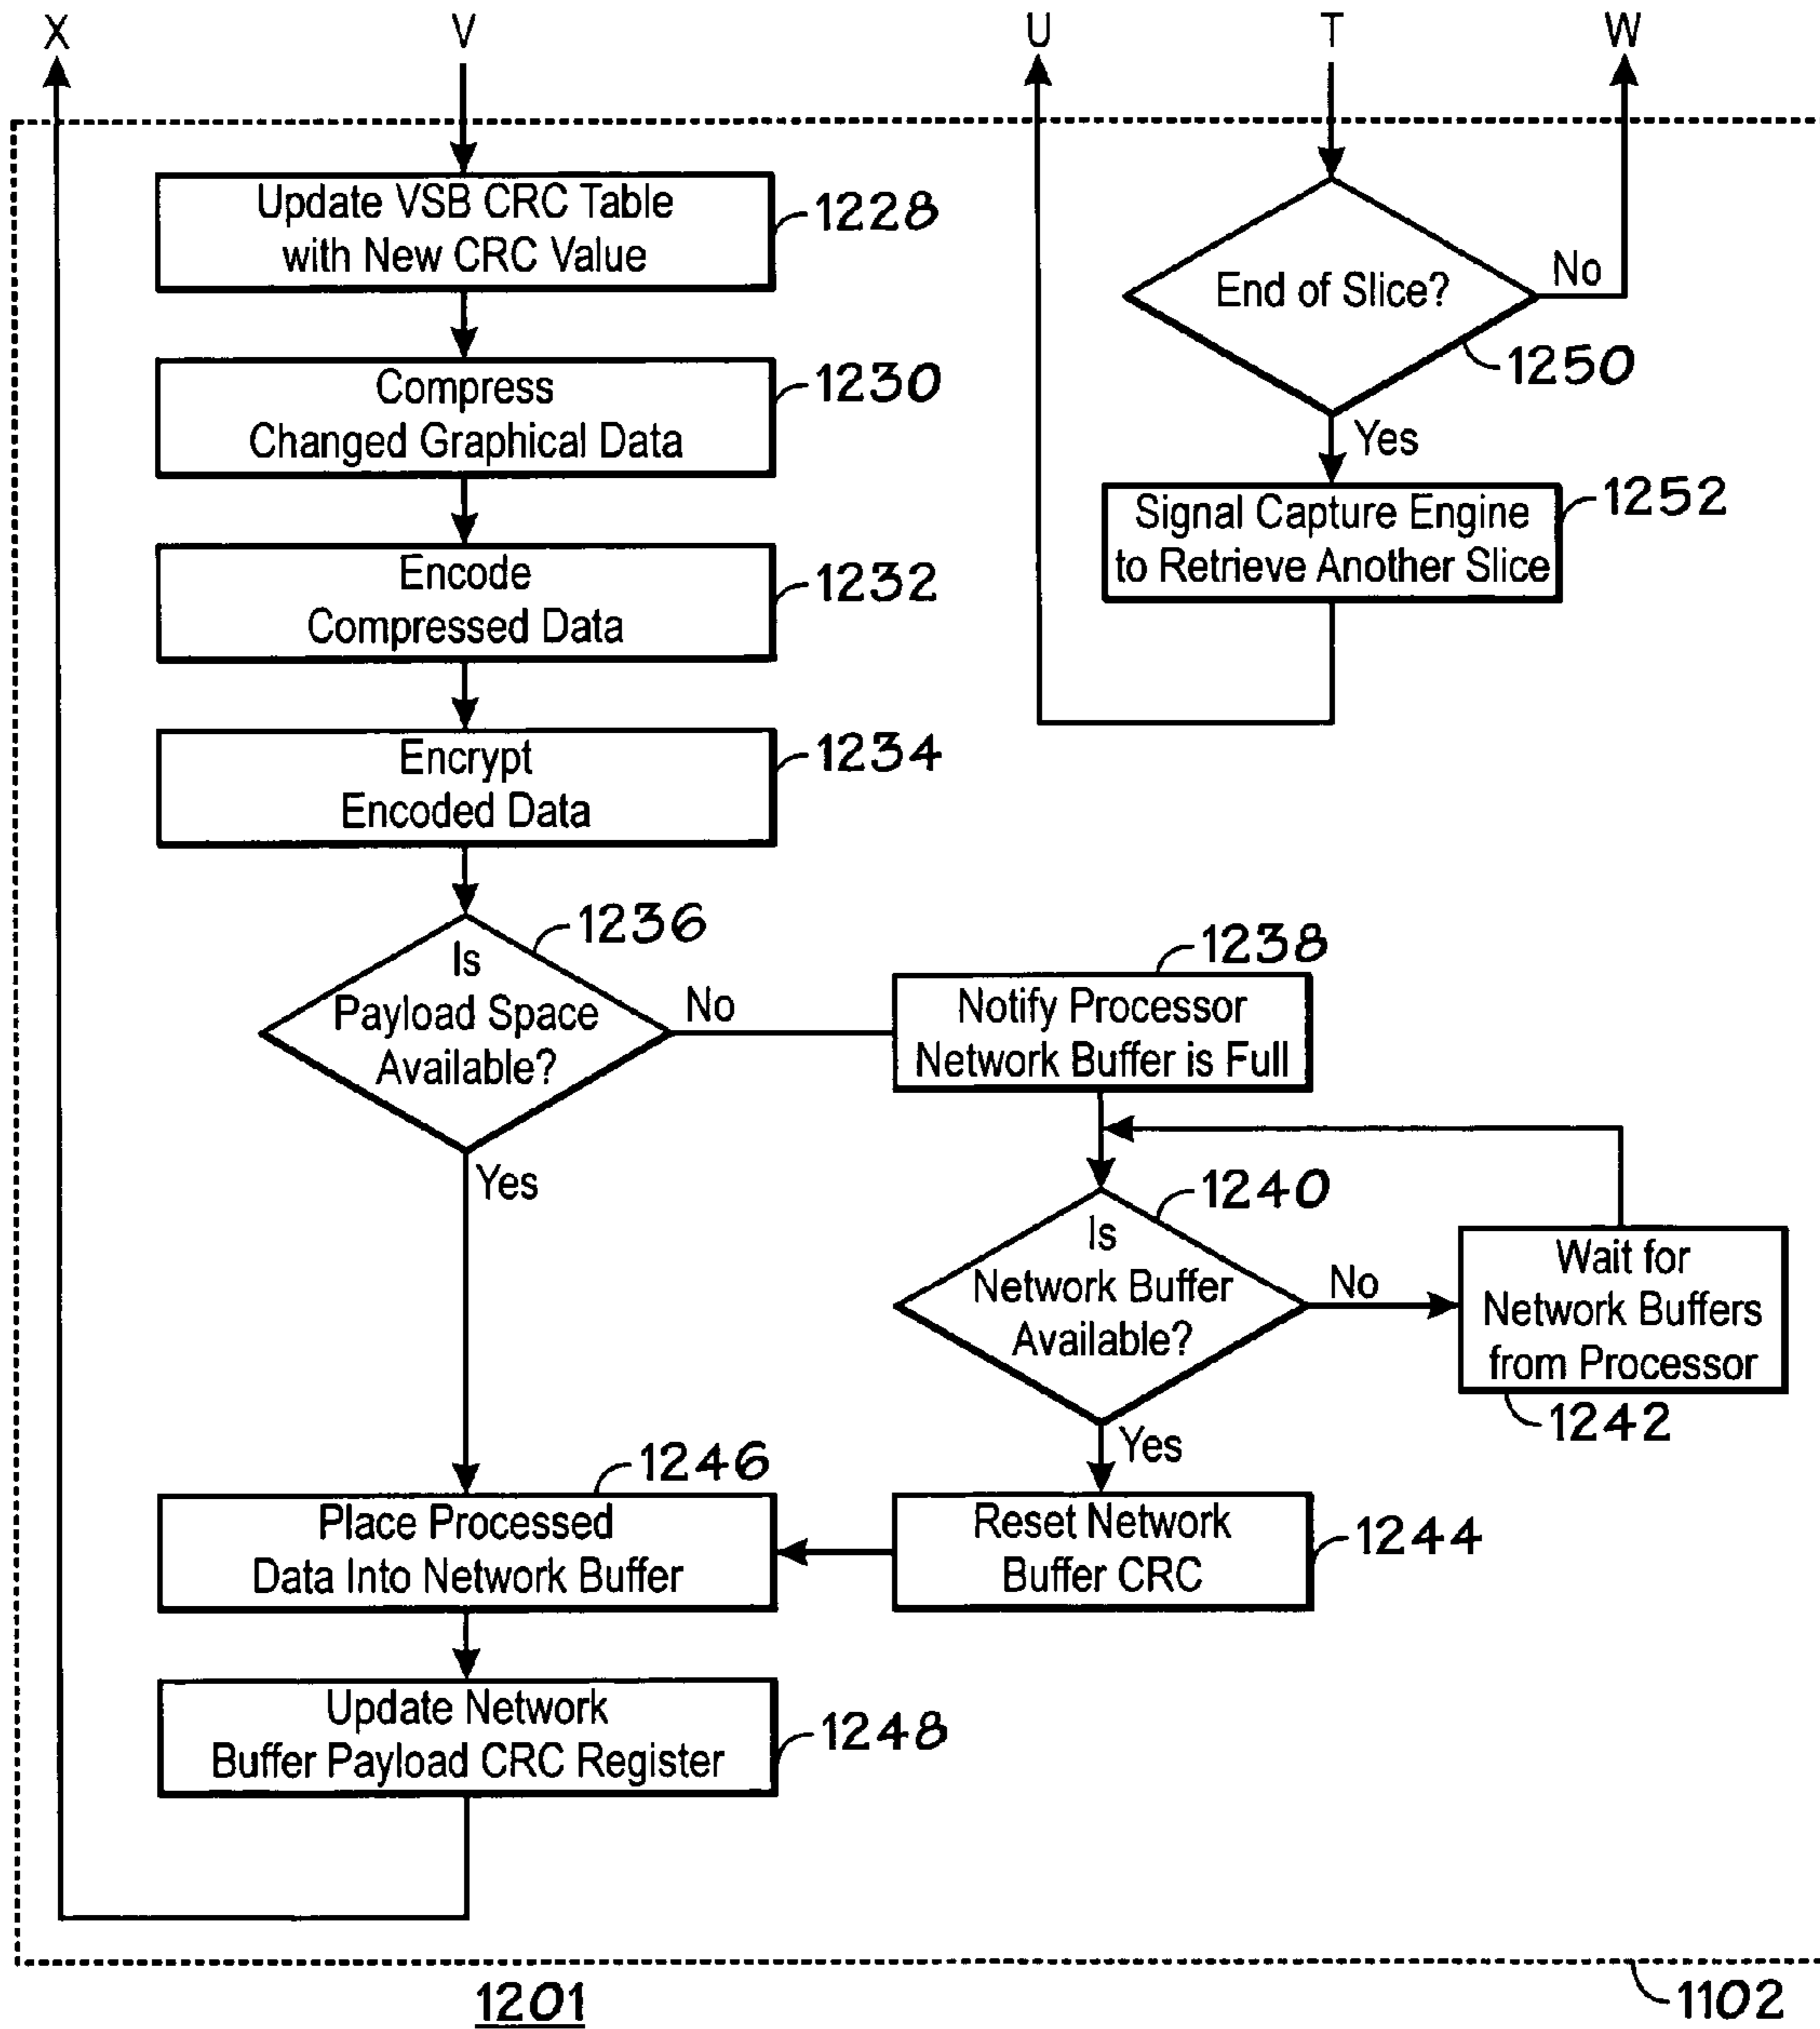 X
V
U
T
W
Update VSB CRC Table
with New CRC Value
1228
Compress
Changed Graphical Data
1230
Encode
Compressed Data
1232
Encrypt
Encoded Data
1234
Is
Payload Space
Available?
1236
No
Yes
Notify Processor
Network Buffer is Full
1238
Is
Network Buffer
Available?
1240
No
Yes
Wait for
Network Buffers
from Processor
1242
Reset Network
Buffer CRC
1244
Place Processed
Data Into Network Buffer
1246
Update Network
Buffer Payload CRC Register
1248
End of Slice?
No
1250
Yes
Signal Capture Engine
to Retrieve Another Slice
1252
1201
1102